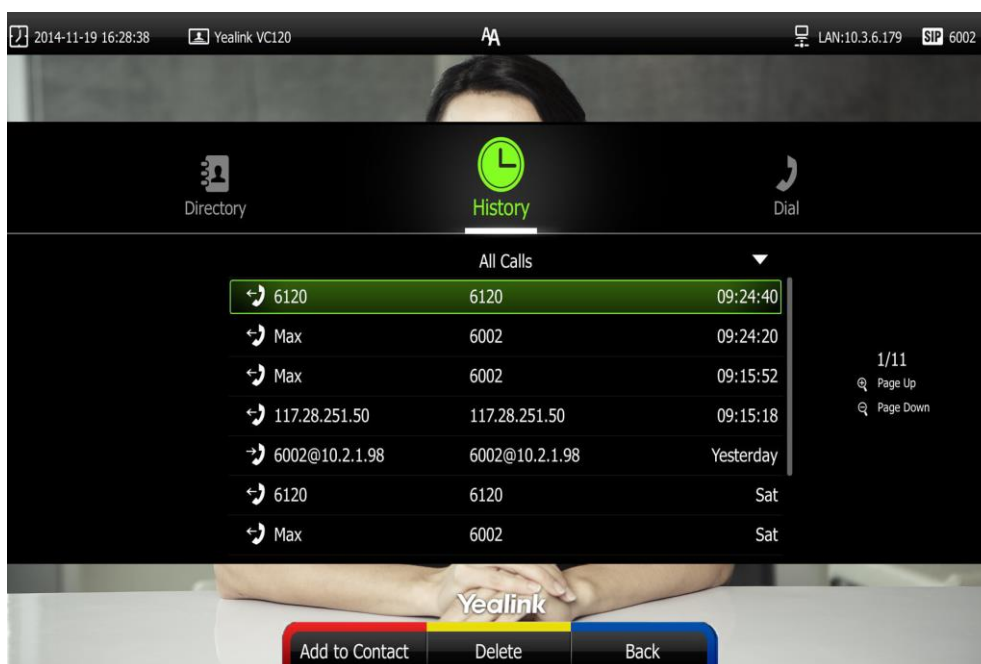 2014-11-19 16:28:38 Yealink VC120 AA LAN:10.3.6.179 SIP 6002
Directory History Dial
All Calls
6120 6120 09:24:40
Max 6002 09:24:20
Max 6002 09:15:52
117.28.251.50 117.28.251.50 09:15:18
6002@10.2.1.98 6002@10.2.1.98 Yesterday
6120 6120 Sat
Max 6002 Sat
1/11
Page Up
Page Down
Yealink
Add to Contact Delete Back